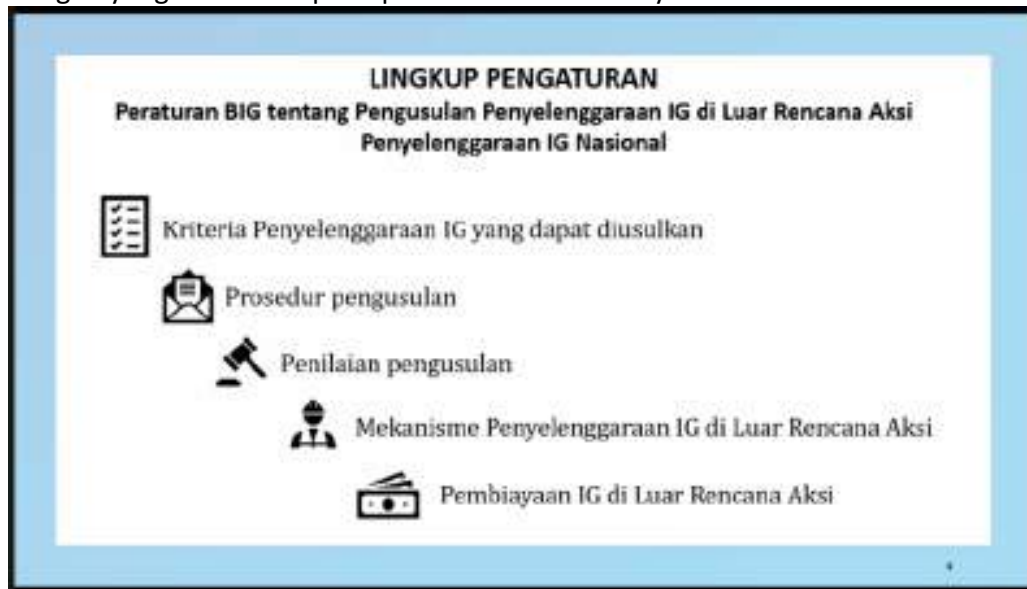 LINGKUP PENGATURAN
Peraturan BIG tentang Pengusulan Penyelenggaraan IG di Luar Rencana Aksi
Penyelenggaraan IG Nasional
Kriteria Penyelenggaraan IG yang dapat diusulkan
Prosedur pengusulan
Penilaian pengusulan
Mekanisme Penyelenggaraan IG di Luar Rencana Aksi
Pembiayaan IG di Luar Rencana Aksi